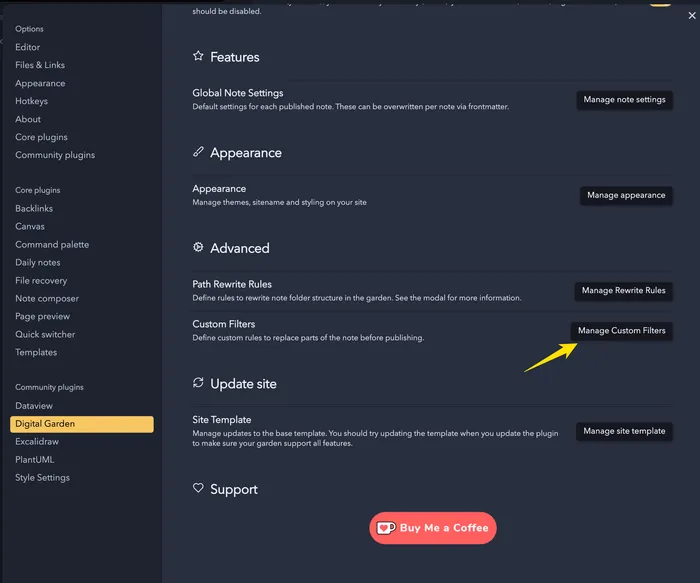 Options
Editor
Files & Links
Appearance
Hotkeys
About
Core plugins
Community plugins
Core plugins
Backlinks
Canvas
Command palette
Daily notes
File recovery
Note composer
Page preview
Quick switcher
Templates
Community plugins
Dataview
Digital Garden
Excalidraw
PlantUML
Style Settings
should be disabled.
Features
Global Note Settings
Default settings for each published note. These can be overwritten per note via frontmatter.
Manage note settings
Appearance
Appearance
Manage themes, sitename and styling on your site
Manage appearance
Advanced
Path Rewrite Rules
Define rules to rewrite note folder structure in the garden. See the modal for more information.
Manage Rewrite Rules
Custom Filters
Define custom rules to replace parts of the note before publishing.
Manage Custom Filters
Update site
Site Template
Manage updates to the base template. You should try updating the template when you update the plugin
to make sure your garden support all features.
Manage site template
Support
Buy Me a Coffee